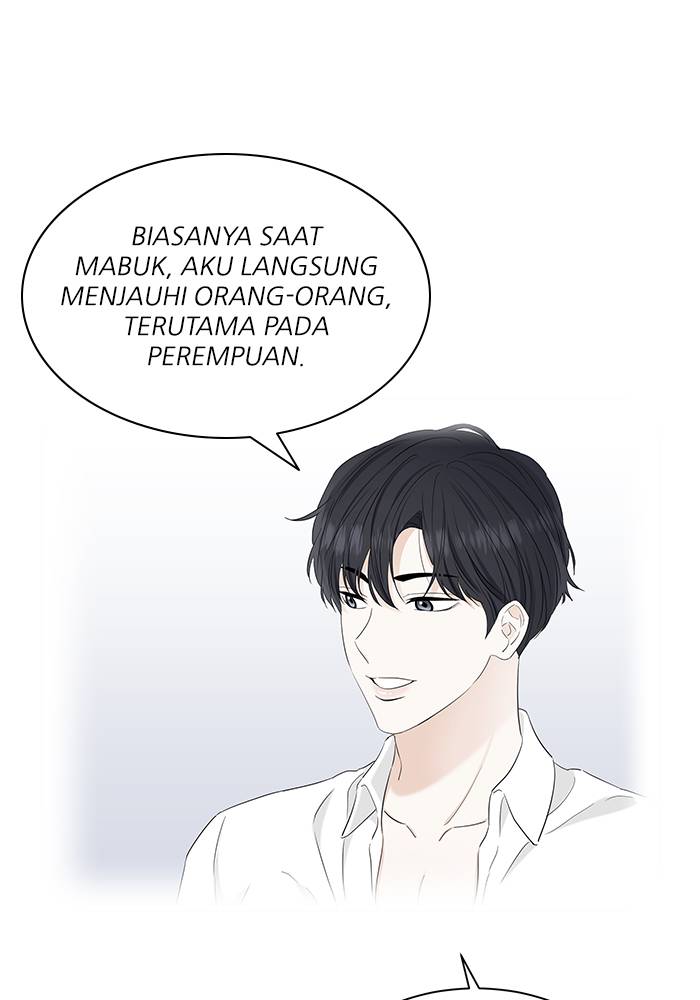 BIASANYA SAAT
MABUK, AKU LANGSUNG
MENJAUHI ORANG-ORANG,
TERUTAMA PADA
PEREMPUAN.